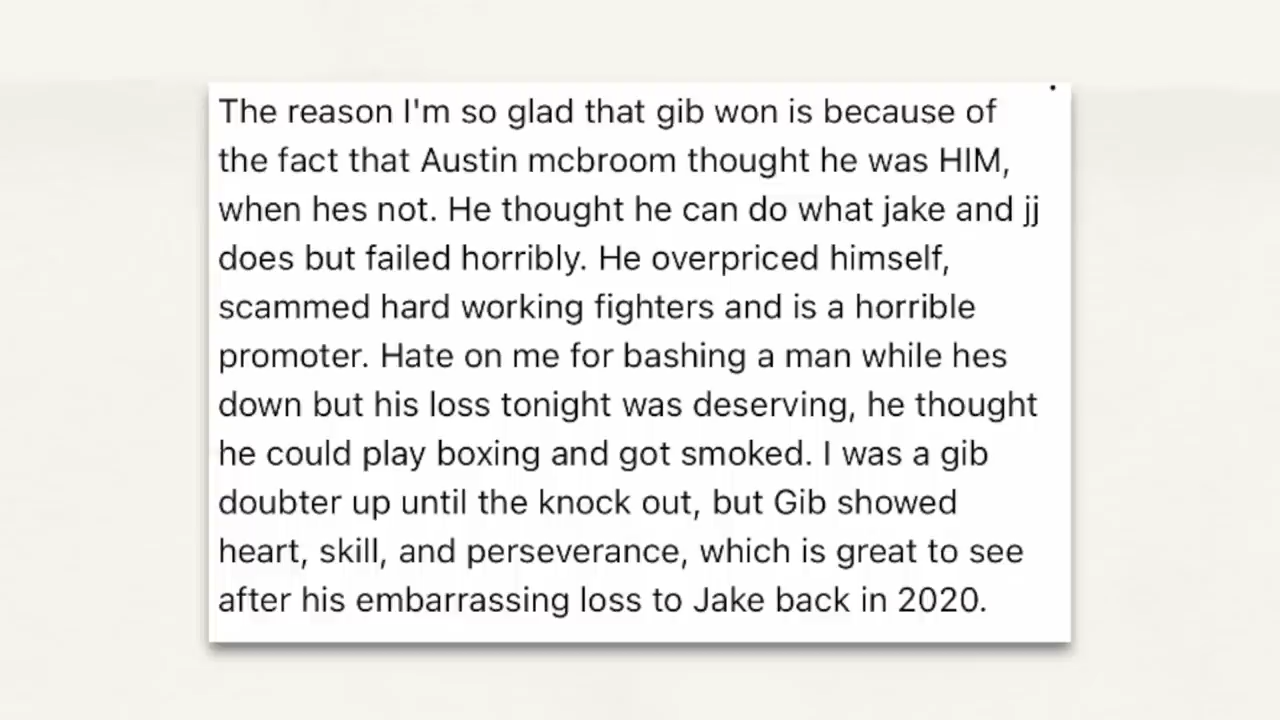 The reason I'm so glad that gib won is because of
the fact that Austin mcbroom thought he was HIM,
when hes not. He thought he can do what jake and jj
does but failed horribly. He overpriced himself,
scammed hard working fighters and is a horrible
promoter. Hate on me for bashing a man while hes
down but his loss tonight was deserving, he thought
he could play boxing and got smoked. I was a gib
doubter up until the knock out, but Gib showed
heart, skill, and perseverance, which is great to see
after his embarrassing loss to Jake back in 2020.